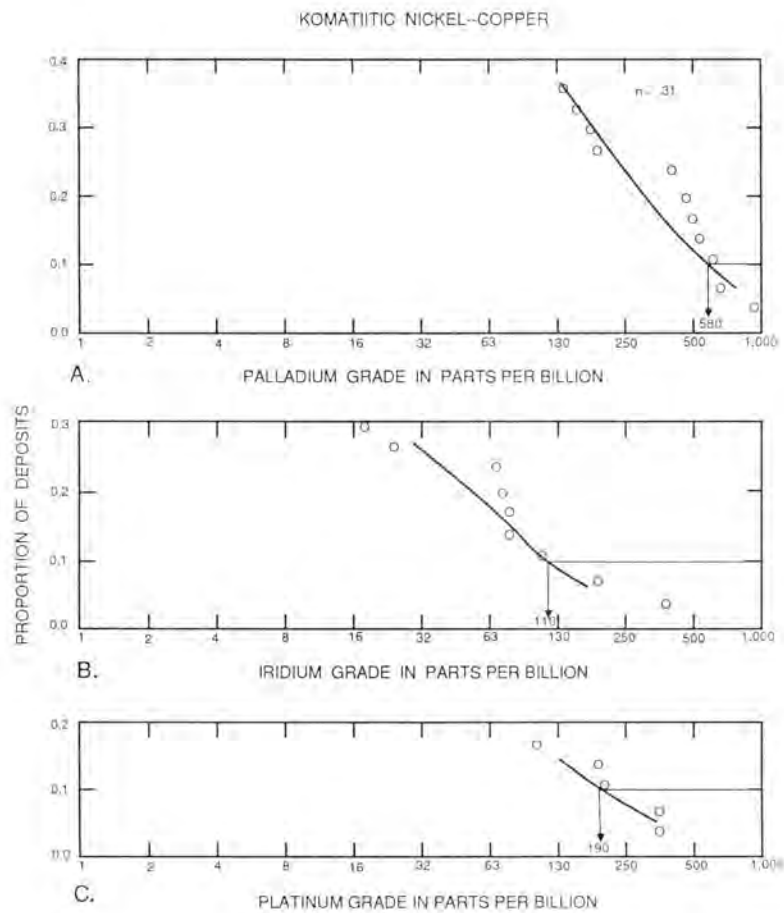 KOMATIITIC NICKEL--COPPER
0.4
0.3
0.2
0.1
0.0
n= 31
580
1 2 4 8 16 32 63 130 250 500 1,000
A. PALLADIUM GRADE IN PARTS PER BILLION
PROPORTION OF DEPOSITS
0.3
0.2
0.1
0.0
110
1 2 4 8 16 32 63 130 250 500 1,000
B. IRIDIUM GRADE IN PARTS PER BILLION
0.2
0.1
0.0
190
1 2 4 8 16 32 63 130 250 500 1,000
C. PLATINUM GRADE IN PARTS PER BILLION